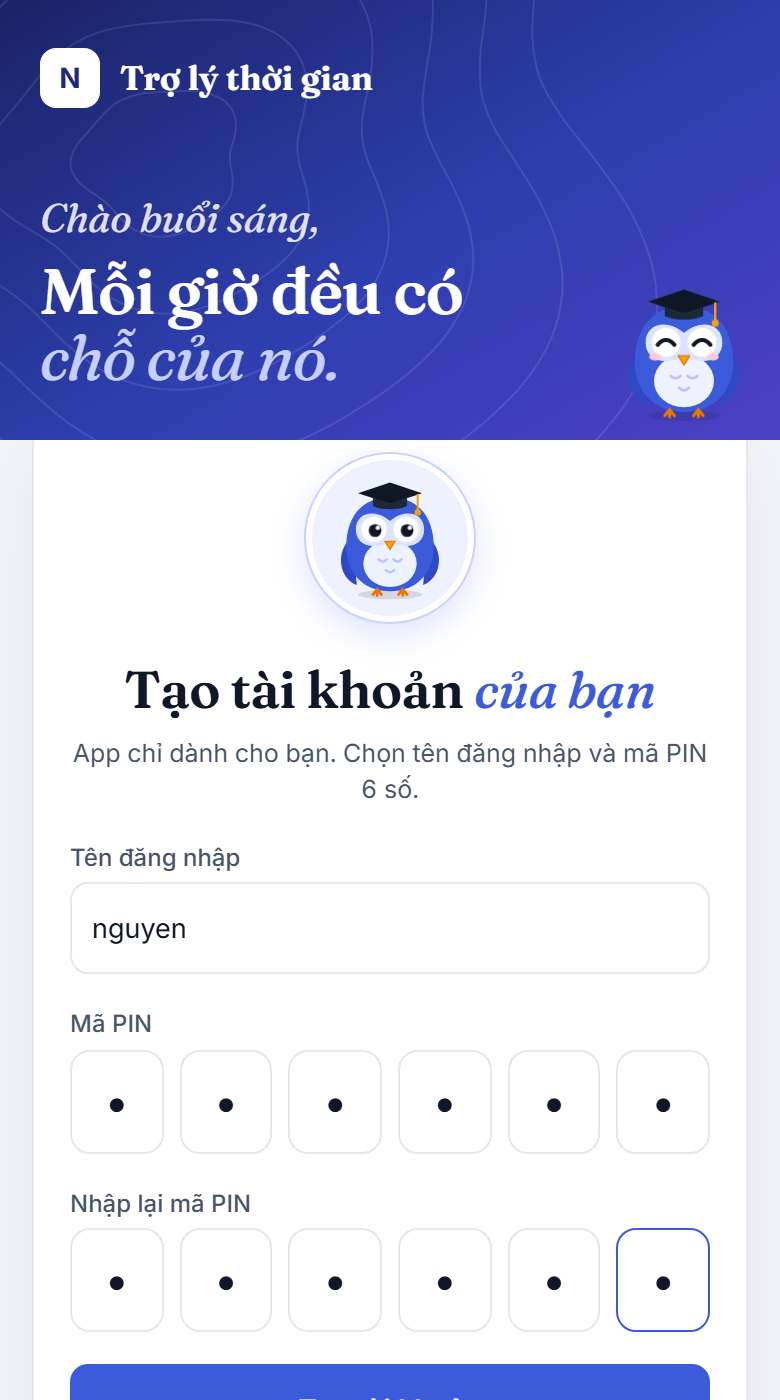 N
Trợ lý thời gian
Chào buổi sáng,
Mỗi giờ đều có
chỗ của nó.
Tạo tài khoản của bạn
App chỉ dành cho bạn. Chọn tên đăng nhập và mã PIN
6 số.
Tên đăng nhập
nguyen
Mã PIN
Nhập lại mã PIN